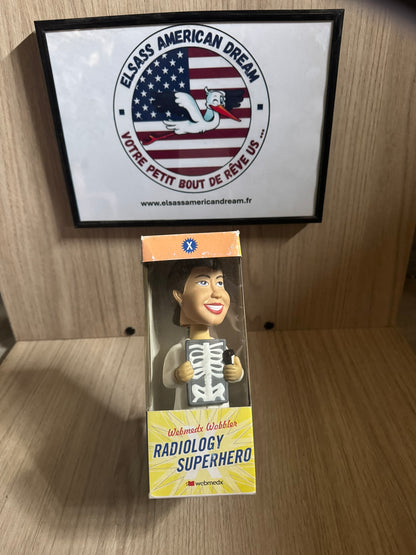 ELSASS AMERICAN DREAM
VOTRE PETIT BOUT DE RÊVE US ...
www.elsassamericandream.fr
X
Webmedx Wobbler
RADIOLOGY
SUPERHERO
webmedx